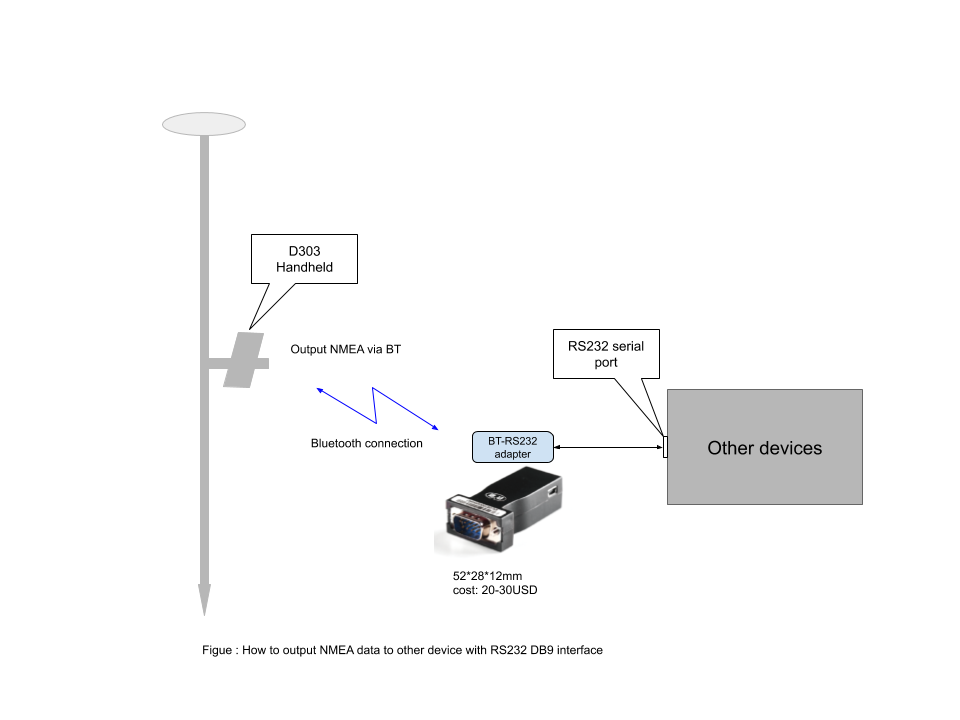 D303
Handheld
Output NMEA via BT
RS232 serial
port
Bluetooth connection
BT-RS232
adapter
Other devices
52*28*12mm
cost: 20-30USD
Figue : How to output NMEA data to other device with RS232 DB9 interface